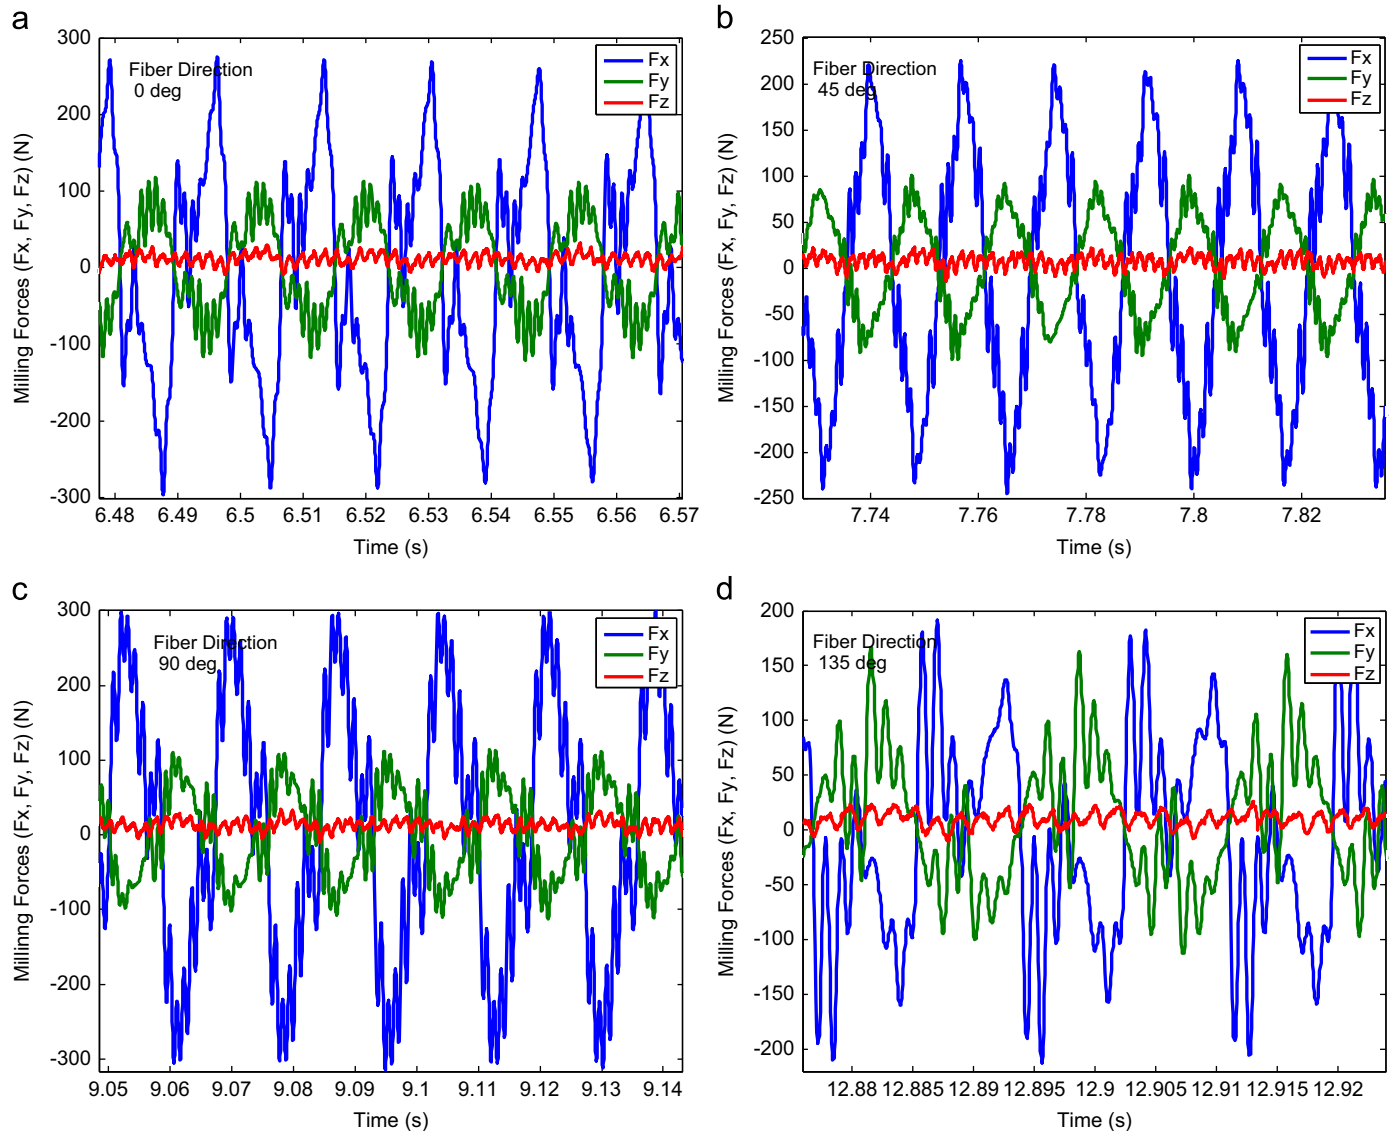 a
Milling Forces (Fx, Fy, Fz) (N)
300
200
100
0
-100
-200
-300
Fiber Direction
0 deg
Fx
Fy
Fz
6.48 6.49 6.5 6.51 6.52 6.53 6.54 6.55 6.56 6.57
Time (s)
b
Milling Forces (Fx, Fy, Fz) (N)
250
200
150
100
50
0
-50
-100
-150
-200
-250
Fiber Direction
45 deg
Fx
Fy
Fz
7.74 7.76 7.78 7.8 7.82
Time (s)
c
Milinng Forces (Fx, Fy, Fz) (N)
300
200
100
0
-100
-200
-300
Fiber Direction
90 deg
Fx
Fy
Fz
9.05 9.06 9.07 9.08 9.09 9.1 9.11 9.12 9.13 9.14
Time (s)
d
Milling Forces (Fx, Fy, Fz) (N)
200
150
100
50
0
-50
-100
-150
-200
Fiber Direction
135 deg
Fx
Fy
Fz
12.88 12.885 12.89 12.895 12.9 12.905 12.91 12.915 12.92
Time (s)